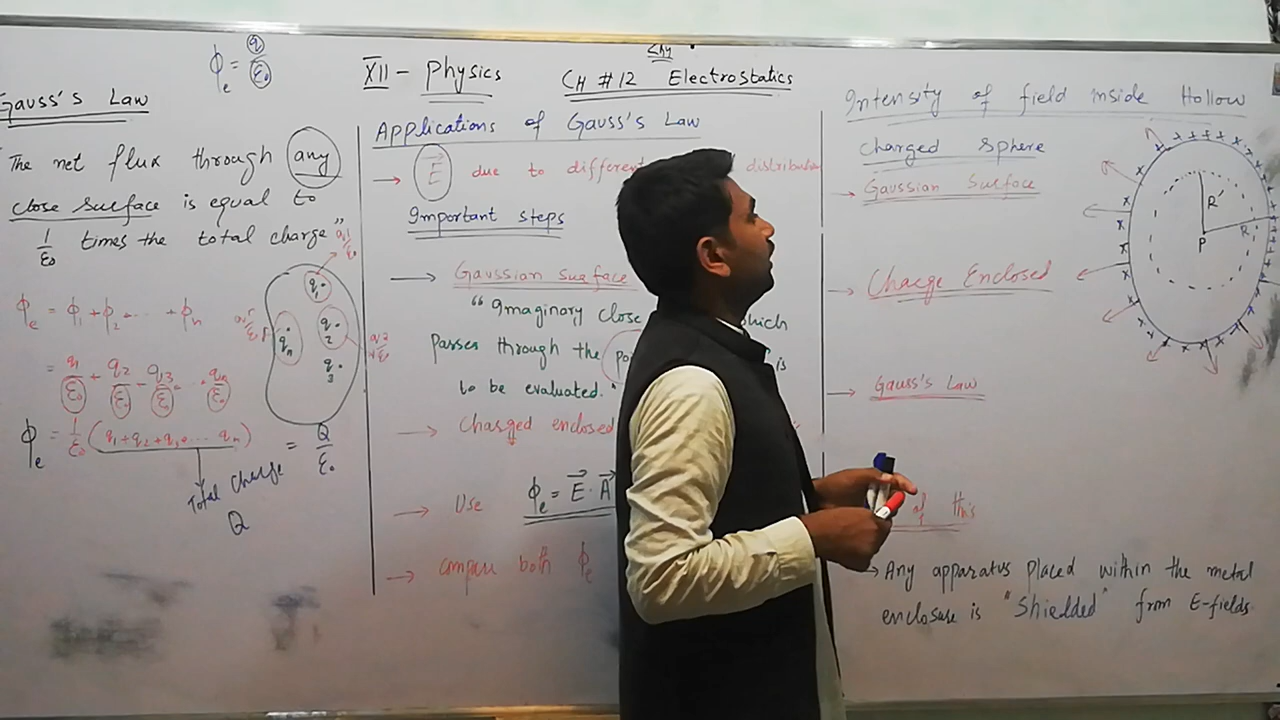 Φe = q/ε₀
XII - Physics
CH # 12 Electrostatics
Gauss's Law
The net flux through any
close surface is equal to
1/ε₀ times the total charge"
ϕe = ϕ1 + ϕ2 .... + ϕn
= q1/ε₀ + q2/ε₀ - q3/ε₀ ... qn/ε₀
ϕe = 1/ε₀ (q1+q2+q3+.... qn) = Q/ε₀
Total Charge
Q
q1
q2
q3
qn
Applications of Gauss's Law
→ E⃗ due to different distribution
Important steps
→ Gaussian surface
"Imaginary close which
passes through the is
to be evaluated."
→ Charged enclosed
→ Use ϕe = E⃗ · A⃗
→ compare both ϕe
Intensity of field inside Hollow
charged sphere
→ Gaussian Surface
→ Charge Enclosed
→ Gauss's Law
of this
→ Any apparatus placed within the metal
enclosure is "Shielded" from E-fields.
R'
R
P